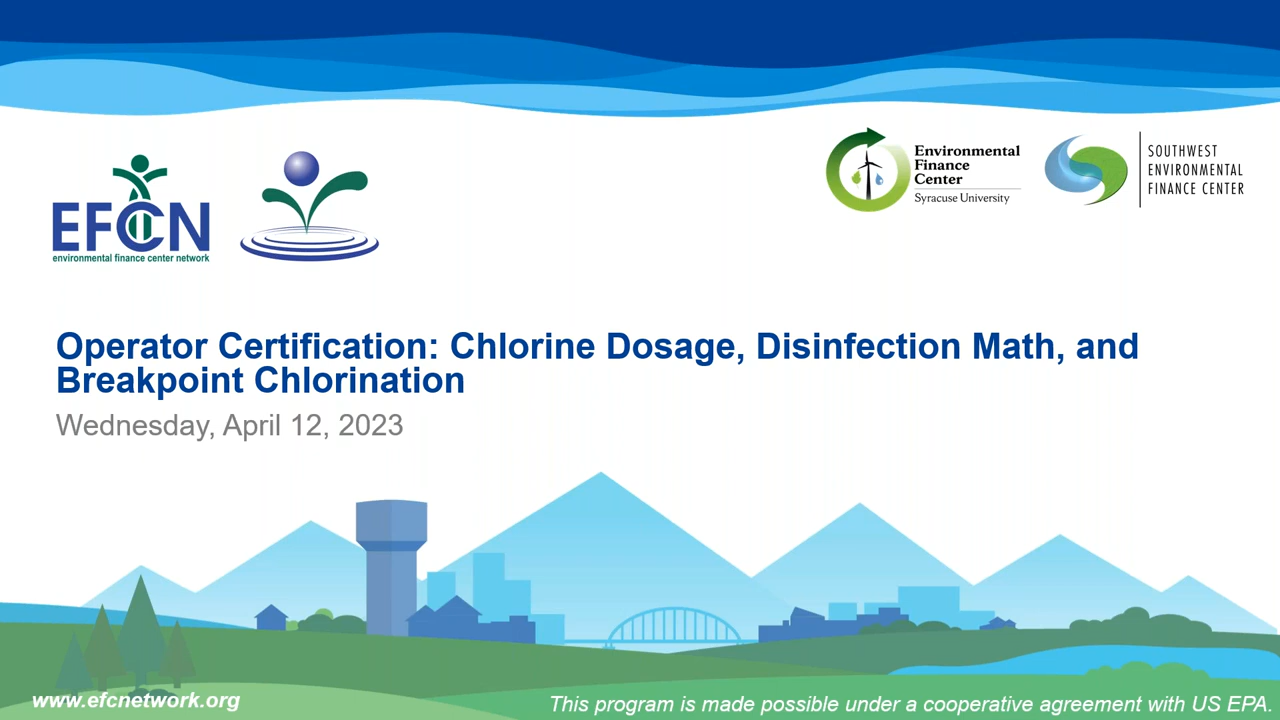 EFCN
environmental finance center network
Environmental
Finance
Center
Syracuse University
SOUTHWEST
ENVIRONMENTAL
FINANCE CENTER
Operator Certification: Chlorine Dosage, Disinfection Math, and
Breakpoint Chlorination
Wednesday, April 12, 2023
www.efcnetwork.org
This program is made possible under a cooperative agreement with US EPA.